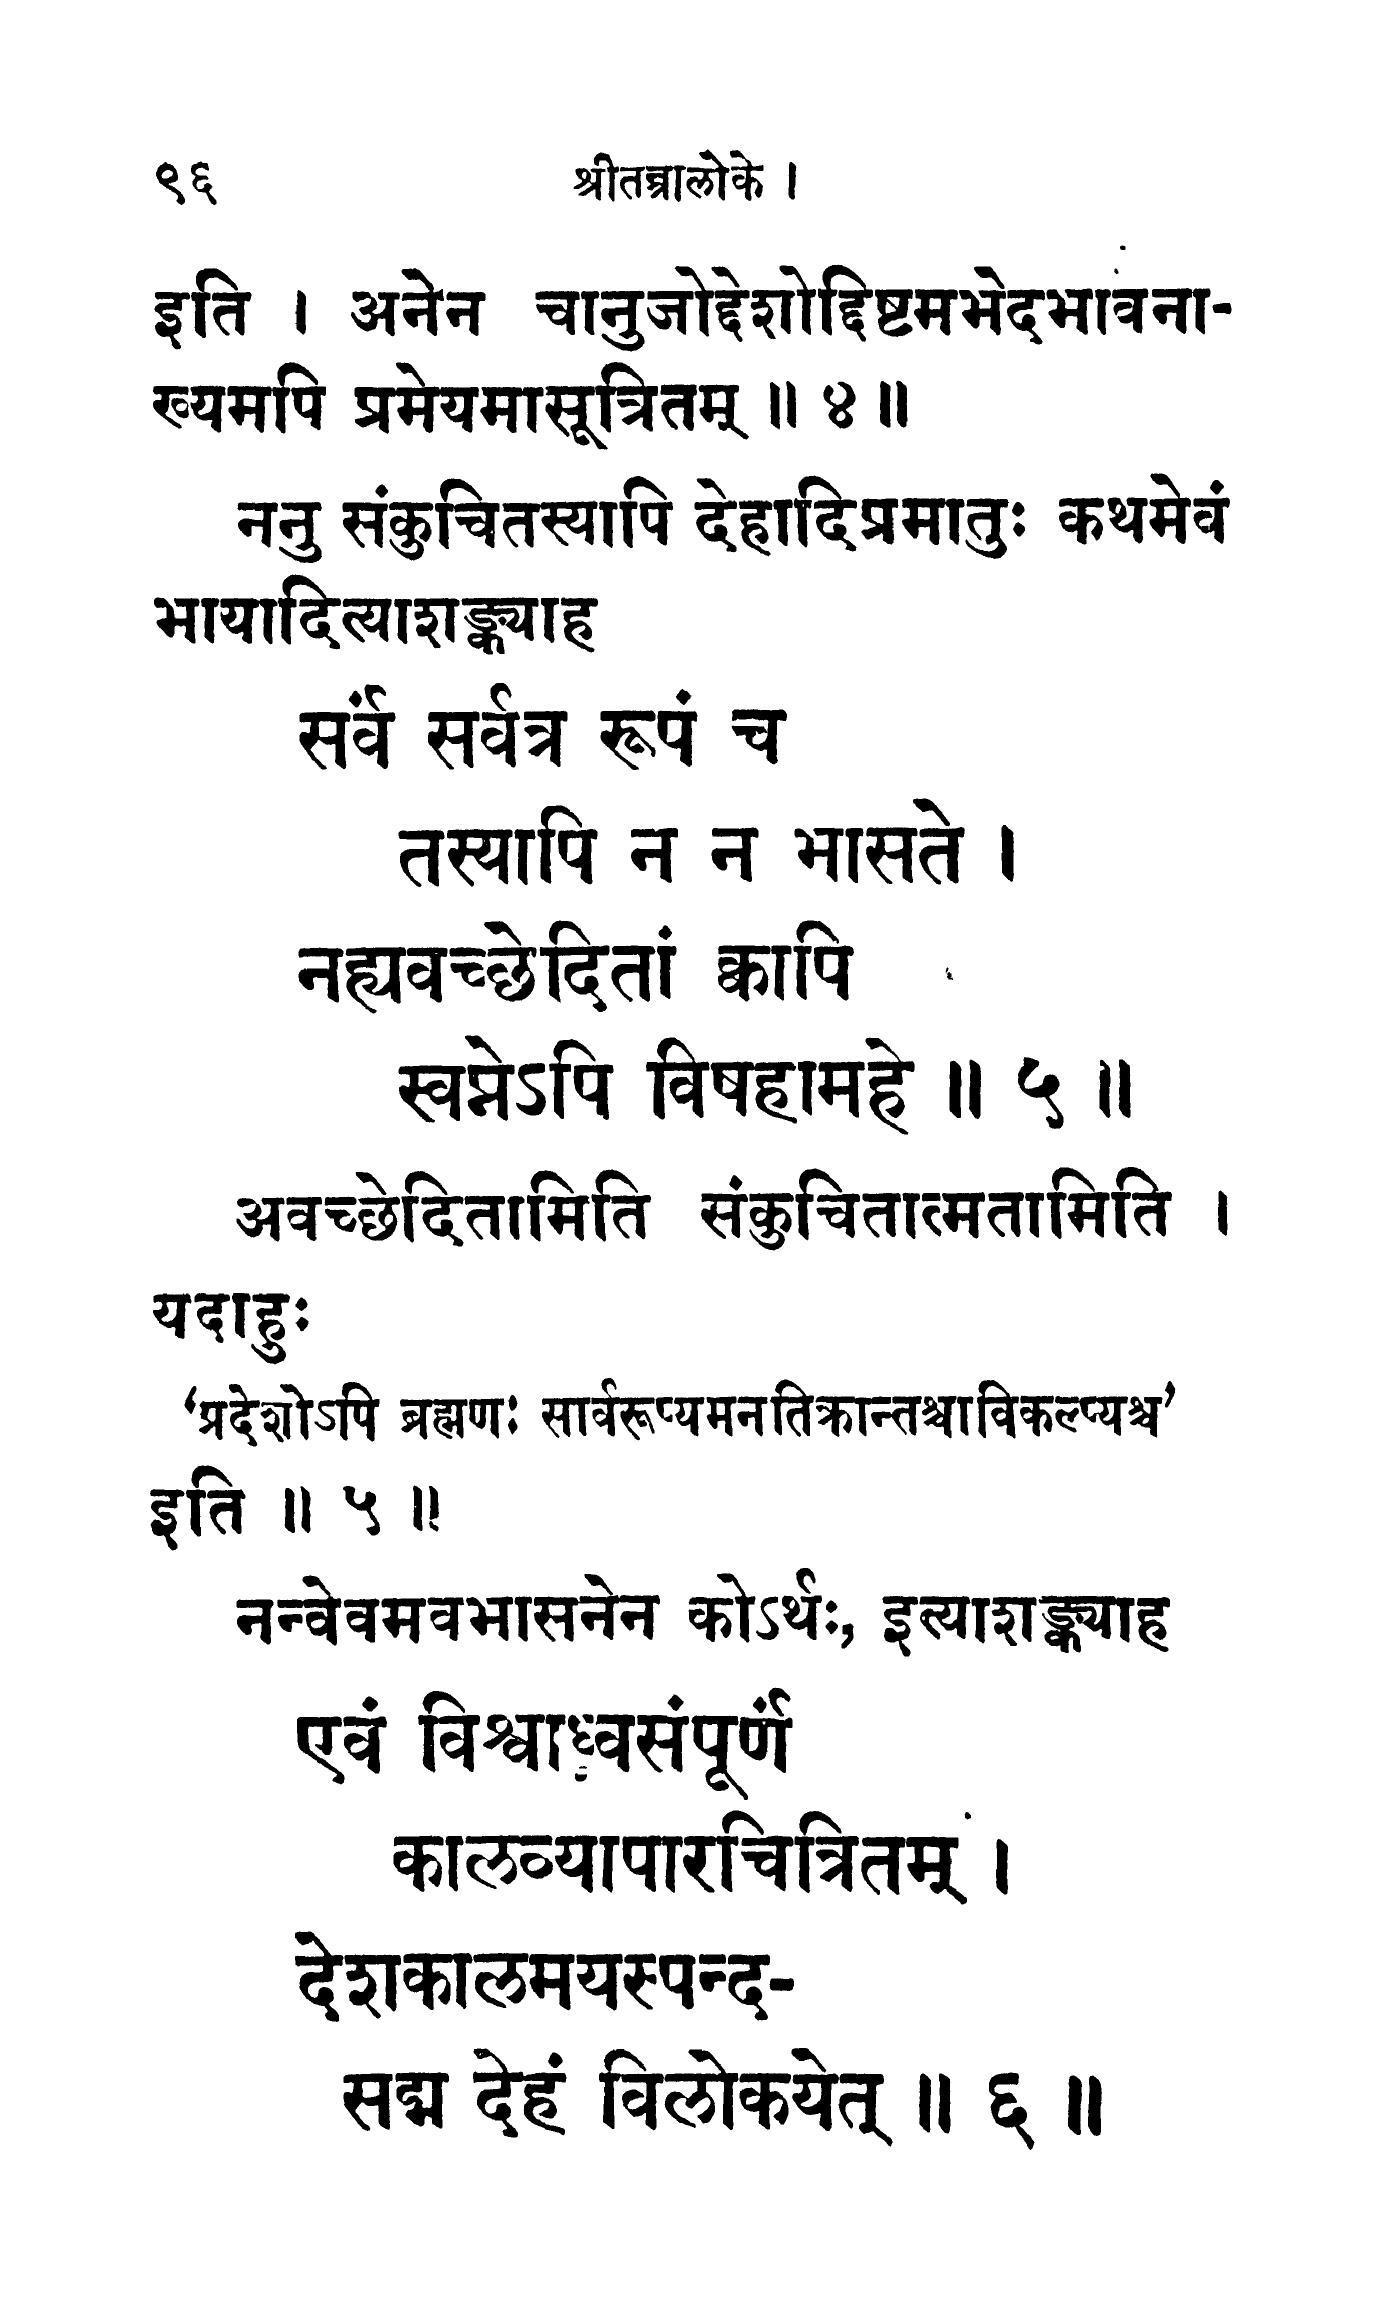 ९६ श्रीतन्त्रालोके ।
इति । अनेन चानुजोद्देशोद्दिष्टमभेदभावना-
ख्यमपि प्रमेयमासूत्रितम् ॥ ४ ॥
ननु संकुचितस्यापि देहादिप्रमातुः कथमेवं
भायादित्याशङ्क्याह
सर्वं सर्वत्र रूपं च
तस्यापि न न भासते ।
नह्यवच्छेदितां क्वापि
स्वप्नेऽपि विषहामहे ॥ ५ ॥
अवच्छेदितामिति संकुचितात्मतामिति ।
यदाहुः
‘प्रदेशोऽपि ब्रह्मणः सार्वरूप्यमनतिक्रान्तश्चाविकल्प्यश्च’
इति ॥ ५ ॥
नन्वेवमवभासनेन कोऽर्थः, इत्याशङ्क्याह
एवं विश्वाध्वसंपूर्णं
कालव्यापारचित्रितम् ।
देशकालमयस्पन्द-
सद्म देहं विलोकयेत् ॥ ६ ॥